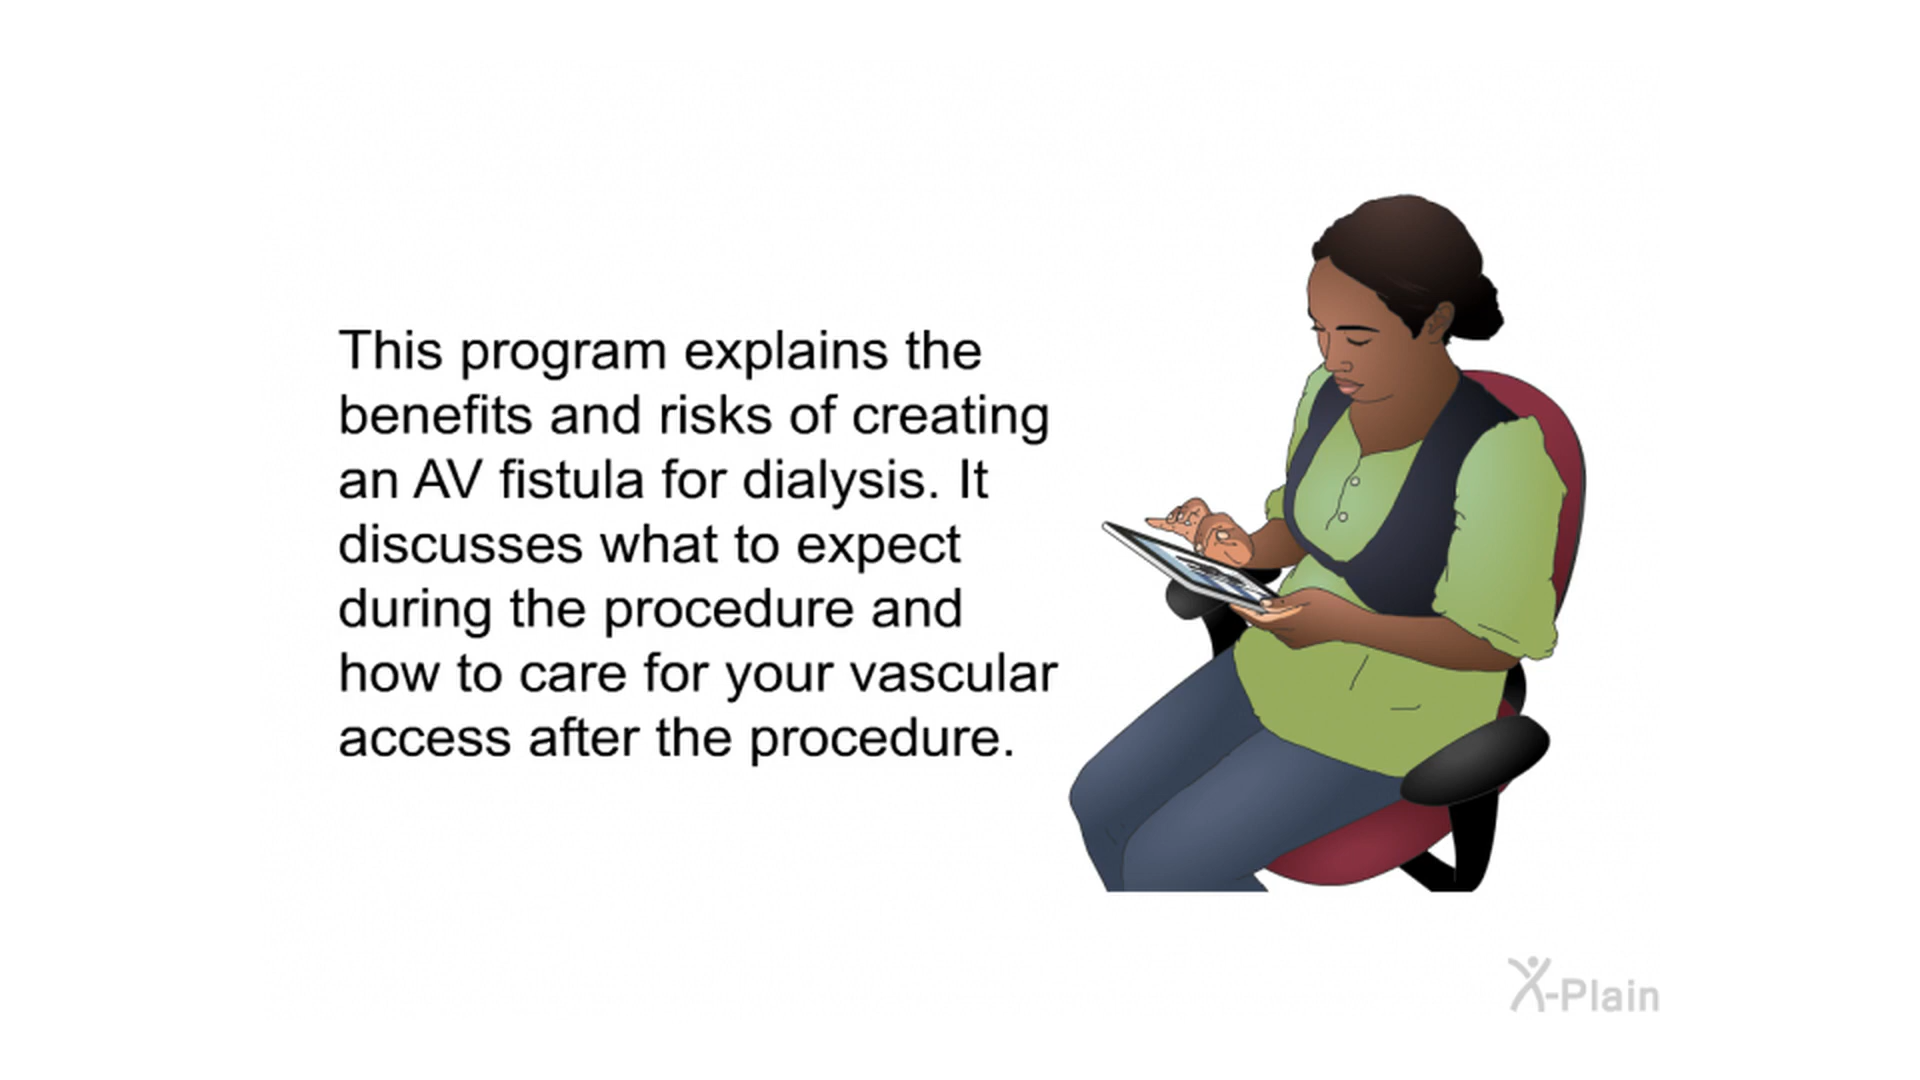 This program explains the
benefits and risks of creating
an AV fistula for dialysis. It
discusses what to expect
during the procedure and
how to care for your vascular
access after the procedure.
X-Plain